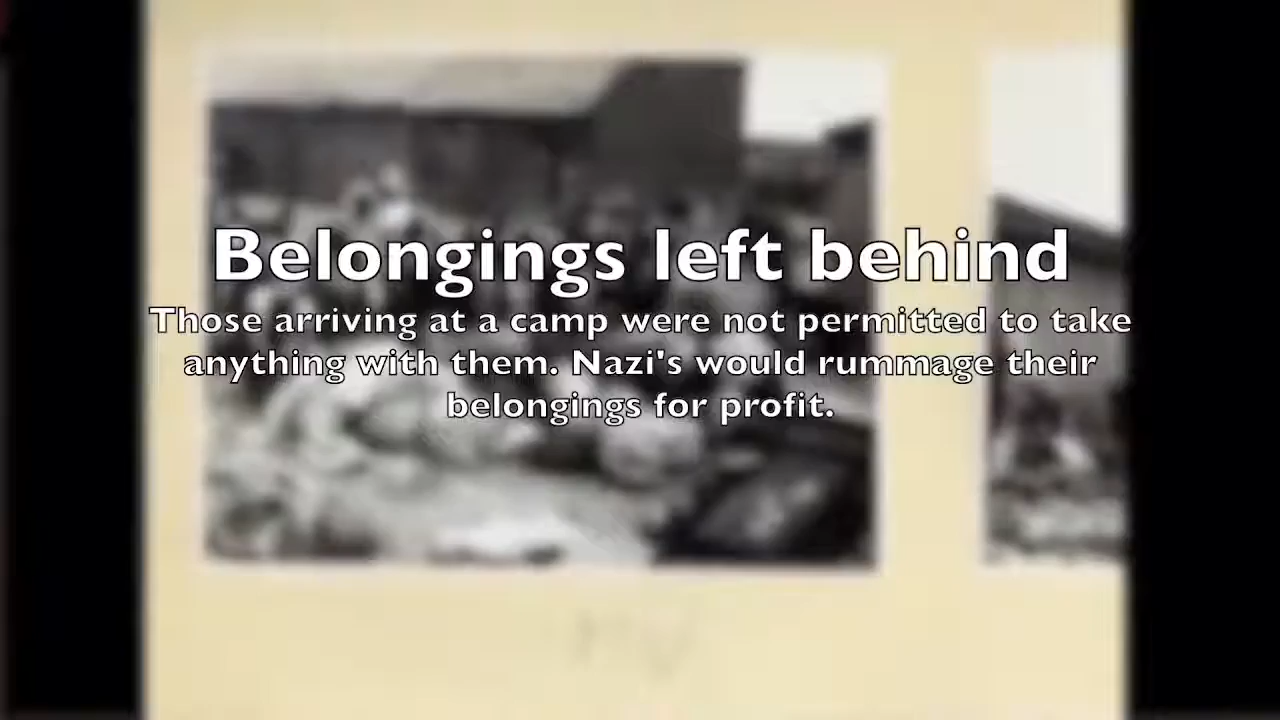 Belongings left behind
Those arriving at a camp were not permitted to take
anything with them. Nazi's would rummage their
belongings for profit.